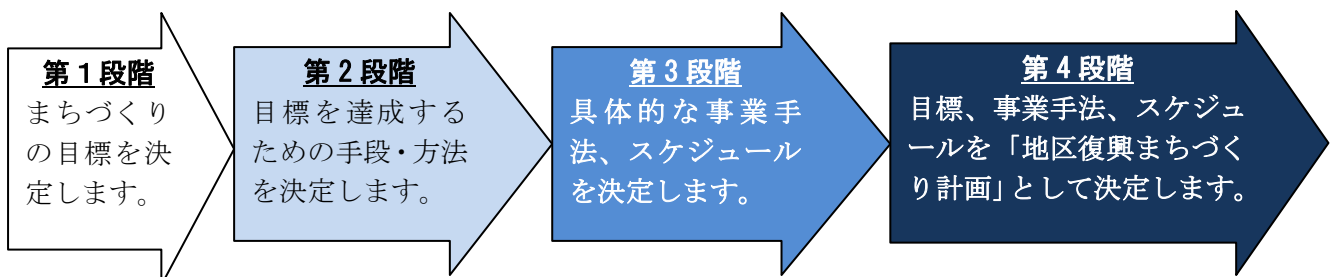 第１段階
まちづくり
の目標を決
定します。
第２段階
目標を達成する
ための手段・方法
を決定します。
第３段階
具体的な事業手
法、スケジュール
を決定します。
第４段階
目標、事業手法、スケジュ
ールを「地区復興まちづく
り計画」として決定します。